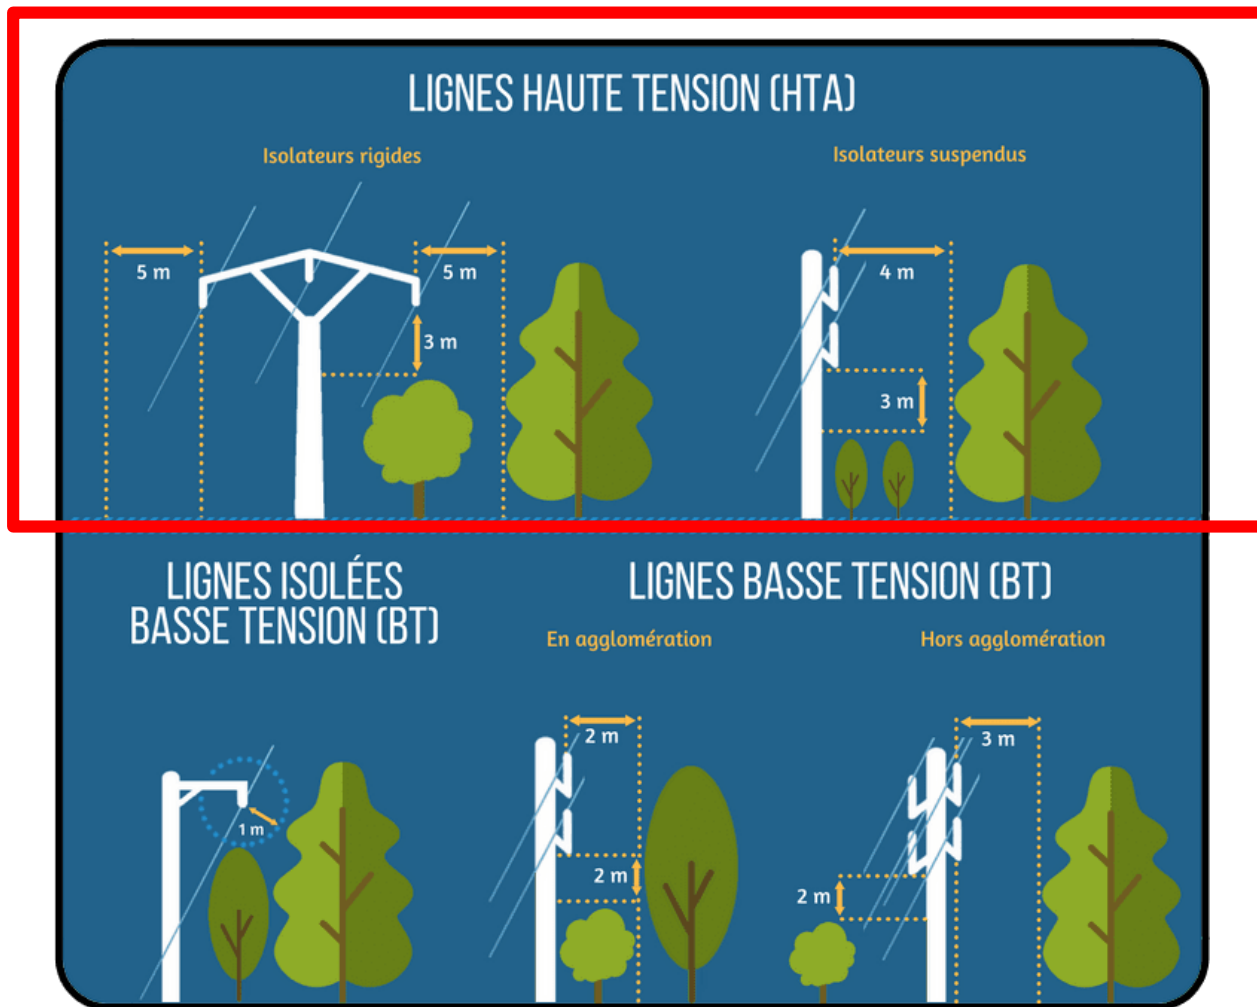 LIGNES HAUTE TENSION (HTA)
Isolateurs rigides
Isolateurs suspendus
5 m
5 m
3 m
4 m
3 m
LIGNES ISOLÉES
BASSE TENSION (BT)
1 m
LIGNES BASSE TENSION (BT)
En agglomération
Hors agglomération
2 m
2 m
3 m
2 m